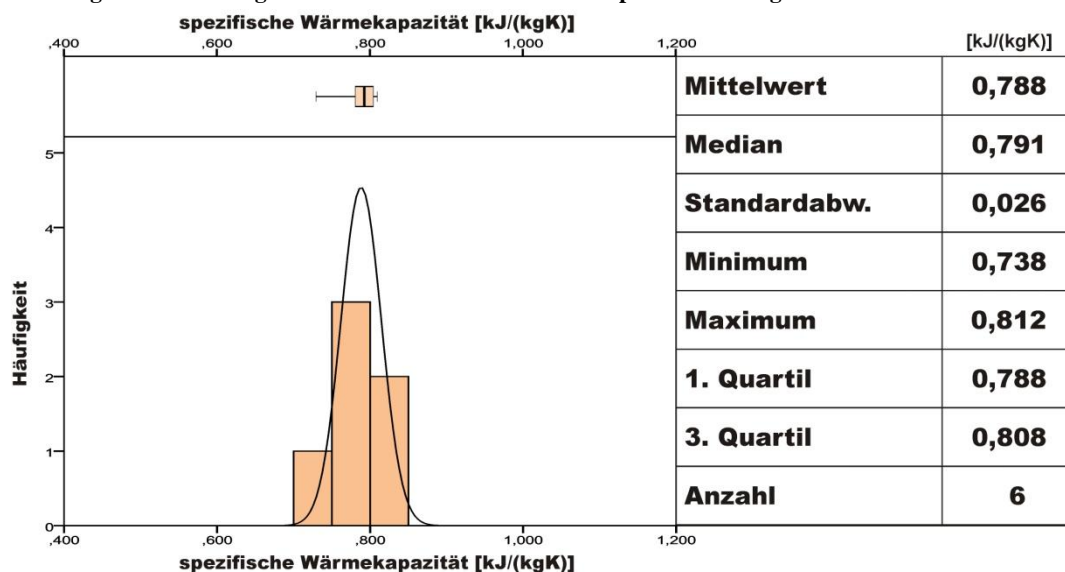 spezifische Wärmekapazität [kJ/(kgK)]
,400 ,600 ,800 1,000 1,200
[kJ/(kgK)]
Mittelwert 0,788
Median 0,791
Standardabw. 0,026
Minimum 0,738
Maximum 0,812
1. Quartil 0,788
3. Quartil 0,808
Anzahl 6
Häufigkeit
5
4
3
2
1
0
,400 ,600 ,800 1,000 1,200
spezifische Wärmekapazität [kJ/(kgK)]